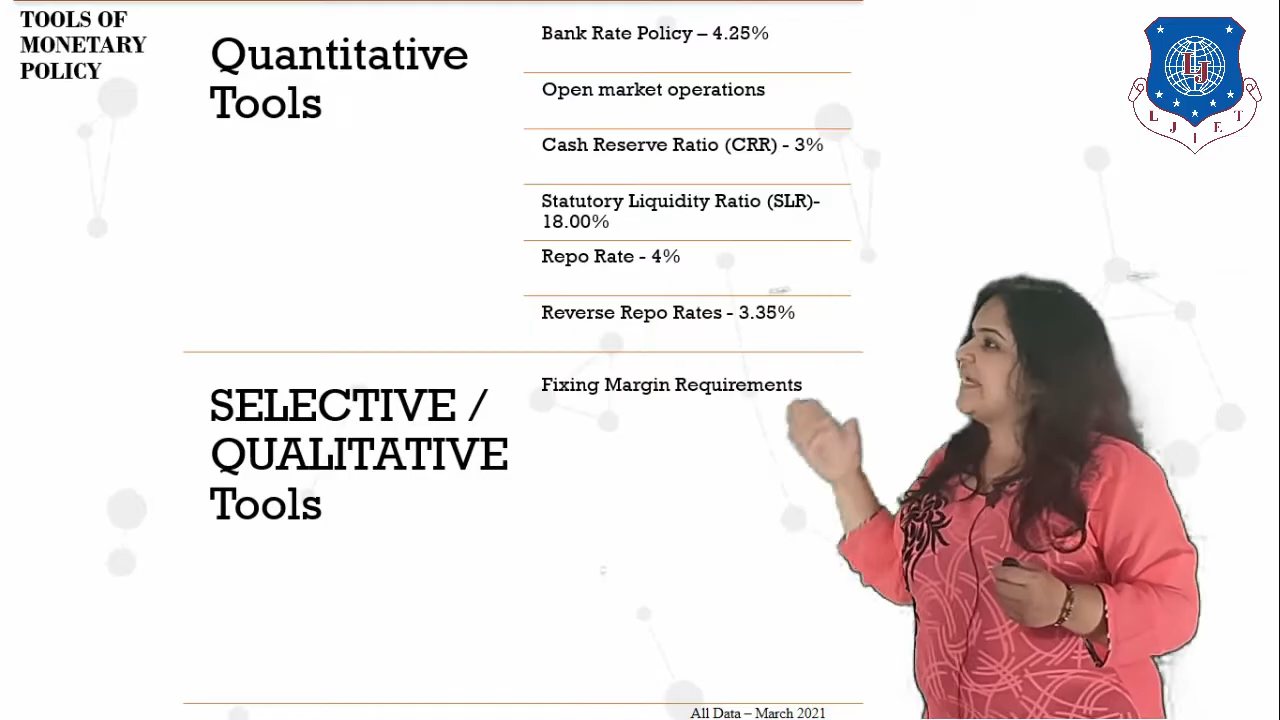 TOOLS OF
MONETARY
POLICY
Quantitative
Tools
Bank Rate Policy – 4.25%
Open market operations
Cash Reserve Ratio (CRR) - 3%
Statutory Liquidity Ratio (SLR)-
18.00%
Repo Rate - 4%
Reverse Repo Rates - 3.35%
SELECTIVE /
QUALITATIVE
Tools
Fixing Margin Requirements
All Data – March 2021
LJ
L J I E T